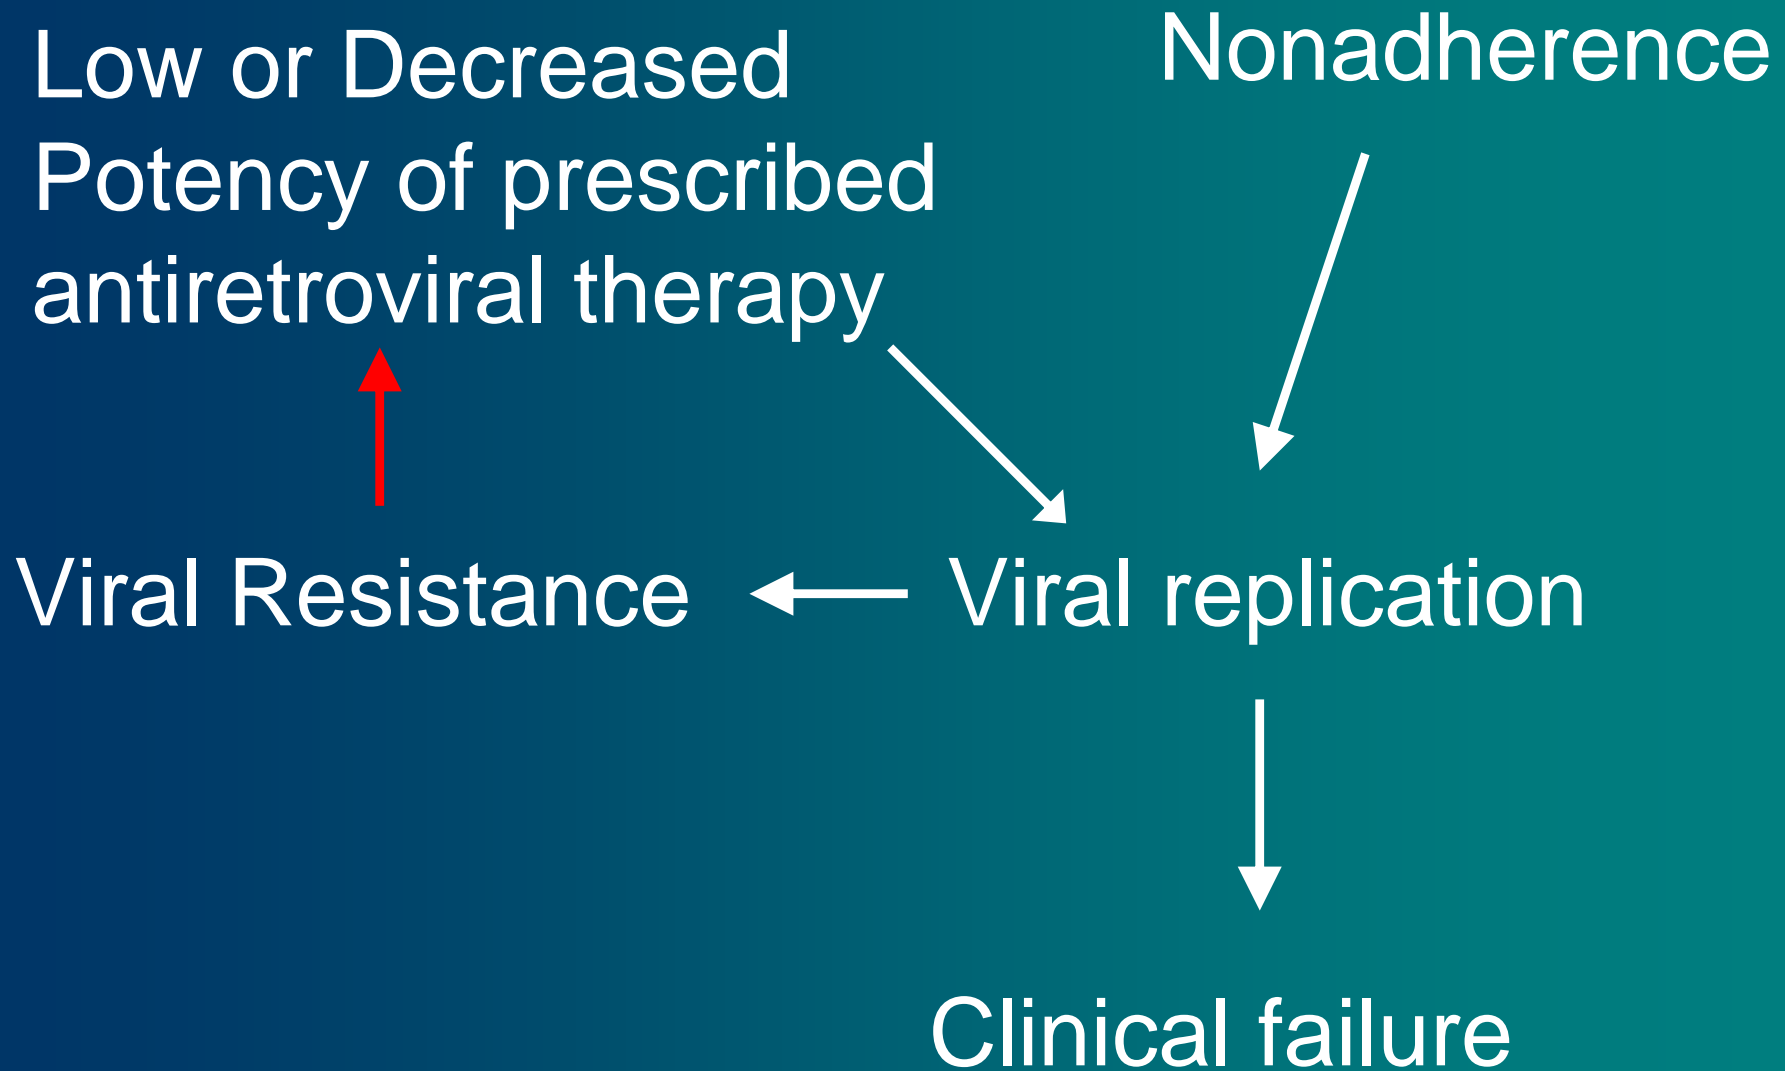 Low or Decreased
Potency of prescribed
antiretroviral therapy
Nonadherence
Viral Resistance
Viral replication
Clinical failure